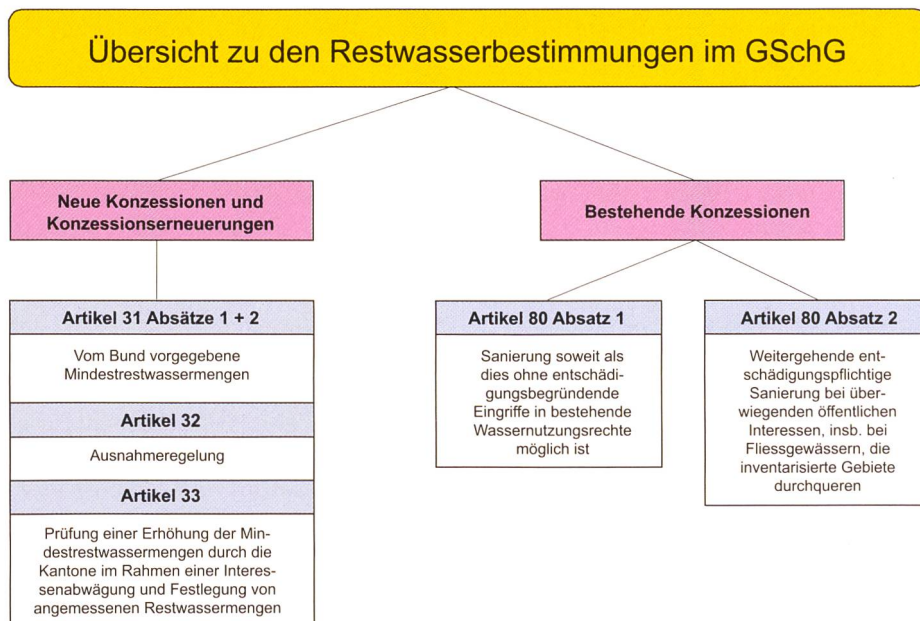 Übersicht zu den Restwasserbestimmungen im GSchG
Neue Konzessionen und
Konzessionserneuerungen
Artikel 31 Absätze 1 + 2
Vom Bund vorgegebene
Mindestrestwassermengen
Artikel 32
Ausnahmeregelung
Artikel 33
Prüfung einer Erhöhung der Min-
destrestwassermengen durch die
Kantone im Rahmen einer Interes-
senabwägung und Festlegung von
angemessenen Restwassermengen
Bestehende Konzessionen
Artikel 80 Absatz 1
Sanierung soweit als
dies ohne entschädi-
gungsbegründende
Eingriffe in bestehende
Wassernutzungsrechte
möglich ist
Artikel 80 Absatz 2
Weitergehende ent-
schädigungspflichtige
Sanierung bei über-
wiegenden öffentlichen
Interessen, insb. bei
Fliessgewässern, die
inventarisierte Gebiete
durchqueren